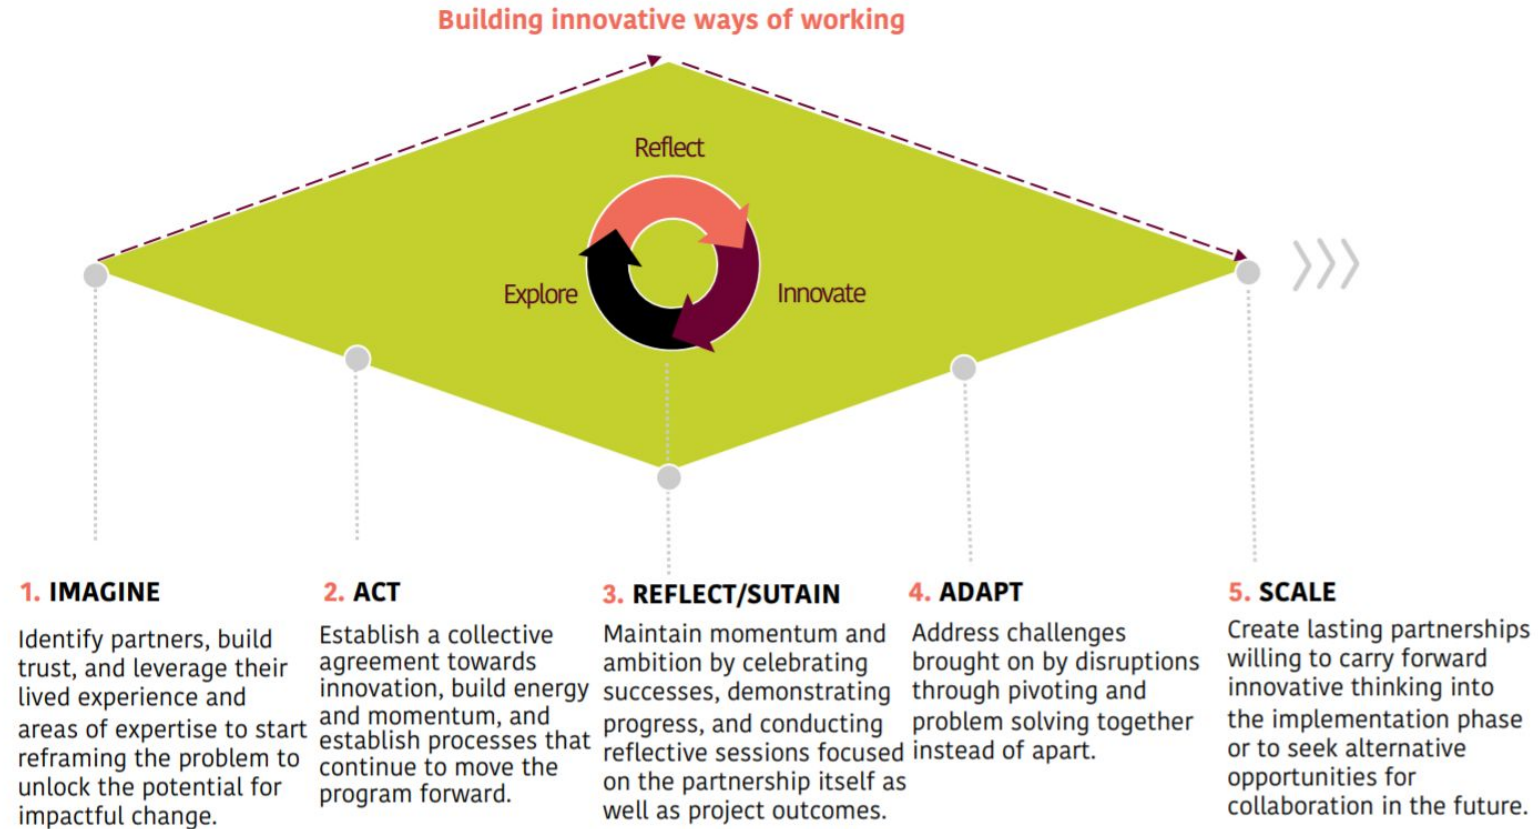 Building innovative ways of working
Reflect
Explore
Innovate
1. IMAGINE
Identify partners, build
trust, and leverage their
lived experience and
areas of expertise to start
reframing the problem to
unlock the potential for
impactful change.
2. ACT
Establish a collective
agreement towards
innovation, build energy
and momentum, and
establish processes that
continue to move the
program forward.
3. REFLECT/SUTAIN
Maintain momentum and
ambition by celebrating
successes, demonstrating
progress, and conducting
reflective sessions focused
on the partnership itself as
well as project outcomes.
4. ADAPT
Address challenges
brought on by disruptions
through pivoting and
problem solving together
instead of apart.
5. SCALE
Create lasting partnerships
willing to carry forward
innovative thinking into
the implementation phase
or to seek alternative
opportunities for
collaboration in the future.